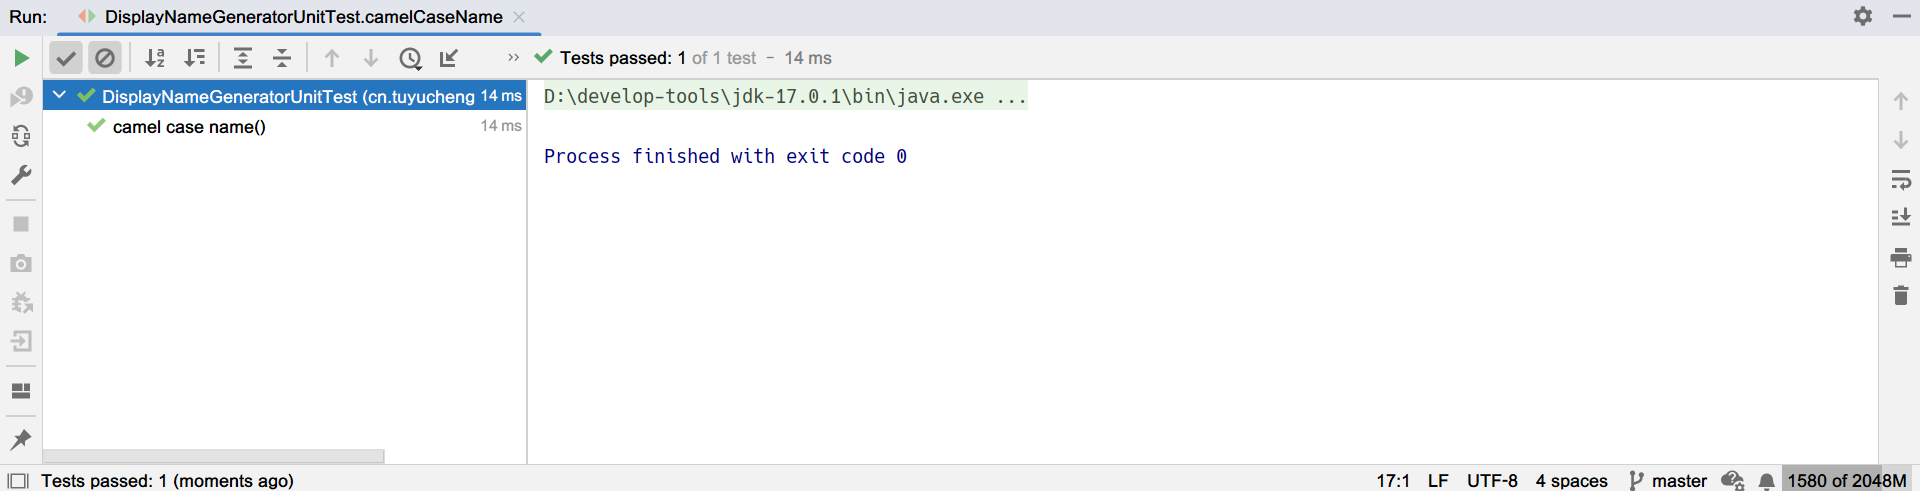 Run: DisplayNameGeneratorUnitTest.camelCaseName
Tests passed: 1 of 1 test – 14 ms
DisplayNameGeneratorUnitTest (cn.tuyucheng 14 ms
camel case name() 14 ms
D:\develop-tools\jdk-17.0.1\bin\java.exe ...
Process finished with exit code 0
Tests passed: 1 (moments ago) 17:1 LF UTF-8 4 spaces master 1580 of 2048M